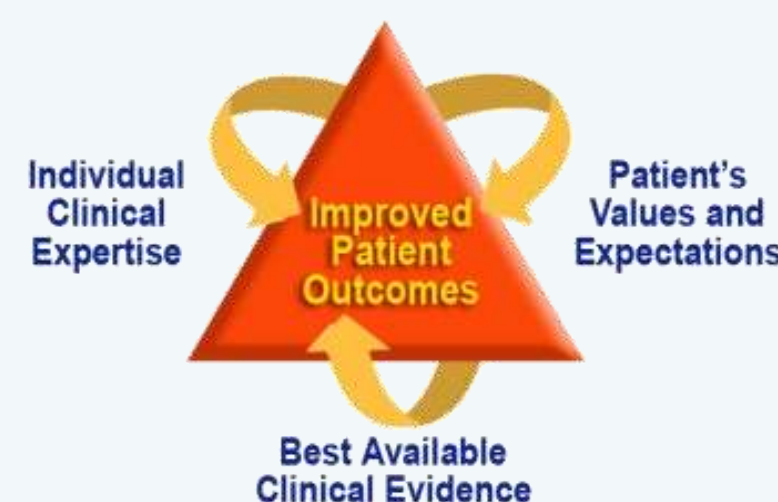 Individual
Clinical
Expertise
Improved
Patient
Outcomes
Patient's
Values and
Expectations
Best Available
Clinical Evidence